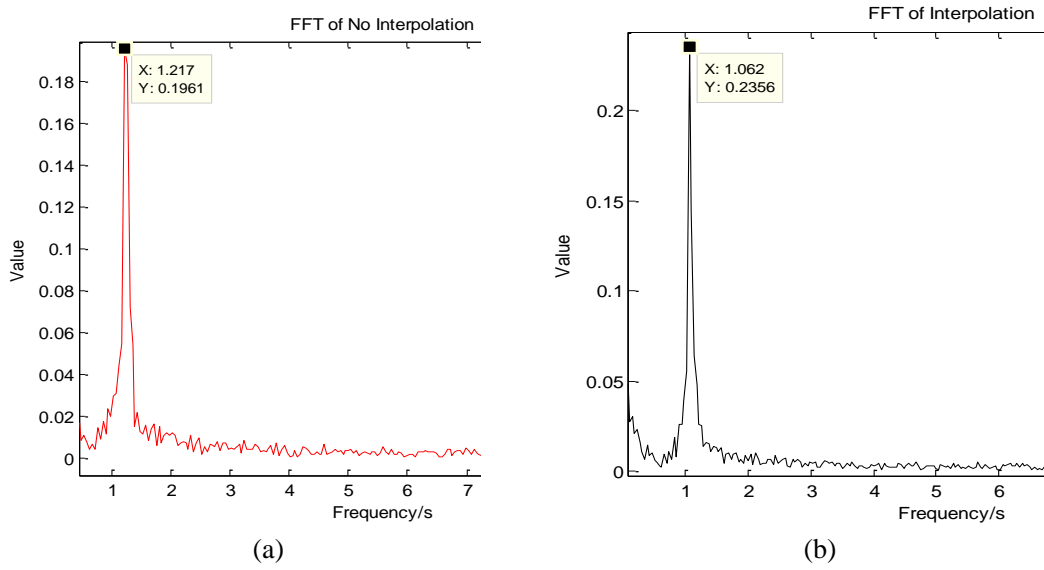 FFT of No Interpolation
X: 1.217
Y: 0.1961
0.18
0.16
0.14
0.12
0.1
0.08
0.06
0.04
0.02
0
Value
1 2 3 4 5 6 7
Frequency/s
(a)
FFT of Interpolation
X: 1.062
Y: 0.2356
0.2
0.15
0.1
0.05
0
Value
1 2 3 4 5 6
Frequency/s
(b)